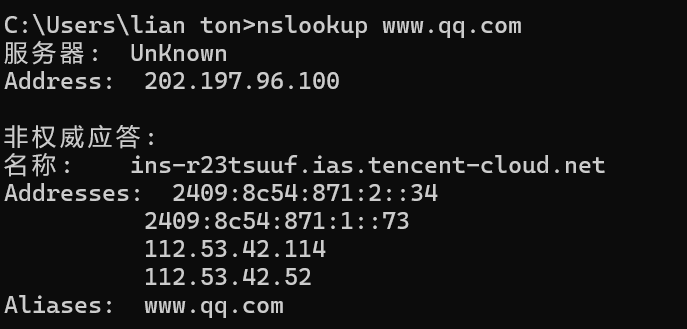 C:\Users\lian ton>nslookup www.qq.com
服务器:  UnKnown
Address:  202.197.96.100

非权威应答:
名称:    ins-r23tsuuf.ias.tencent-cloud.net
Addresses:  2409:8c54:871:2::34
          2409:8c54:871:1::73
          112.53.42.114
          112.53.42.52
Aliases:  www.qq.com